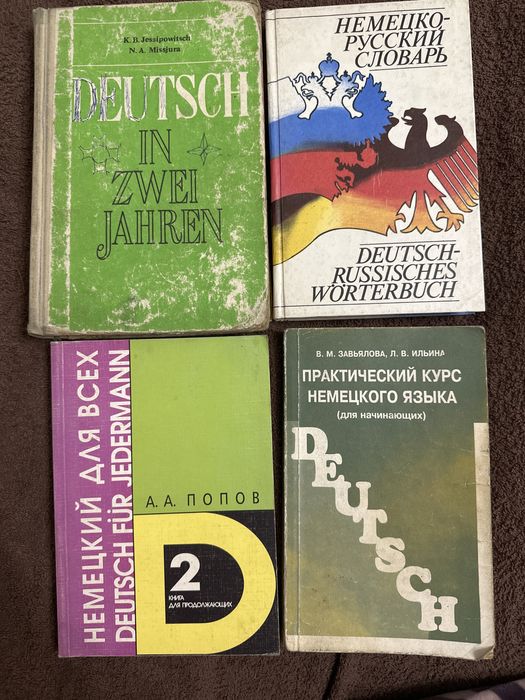 K. B. Jessipowitsch
N. A. Missjura
DEUTSCH
IN
ZWEI
JAHREN
НЕМЕЦКО-
РУССКИЙ
СЛОВАРЬ
DEUTSCH-
RUSSISCHES
WÖRTERBUCH
НЕМЕЦКИЙ ДЛЯ ВСЕХ
DEUTSCH FÜR JEDERMANN
А. А. ПОПОВ
2
КНИГА
ДЛЯ ПРОДОЛЖАЮЩИХ
В. М. ЗАВЬЯЛОВА, Л. В. ИЛЬИНА
ПРАКТИЧЕСКИЙ КУРС
НЕМЕЦКОГО ЯЗЫКА
(для начинающих)
DEUTSCH